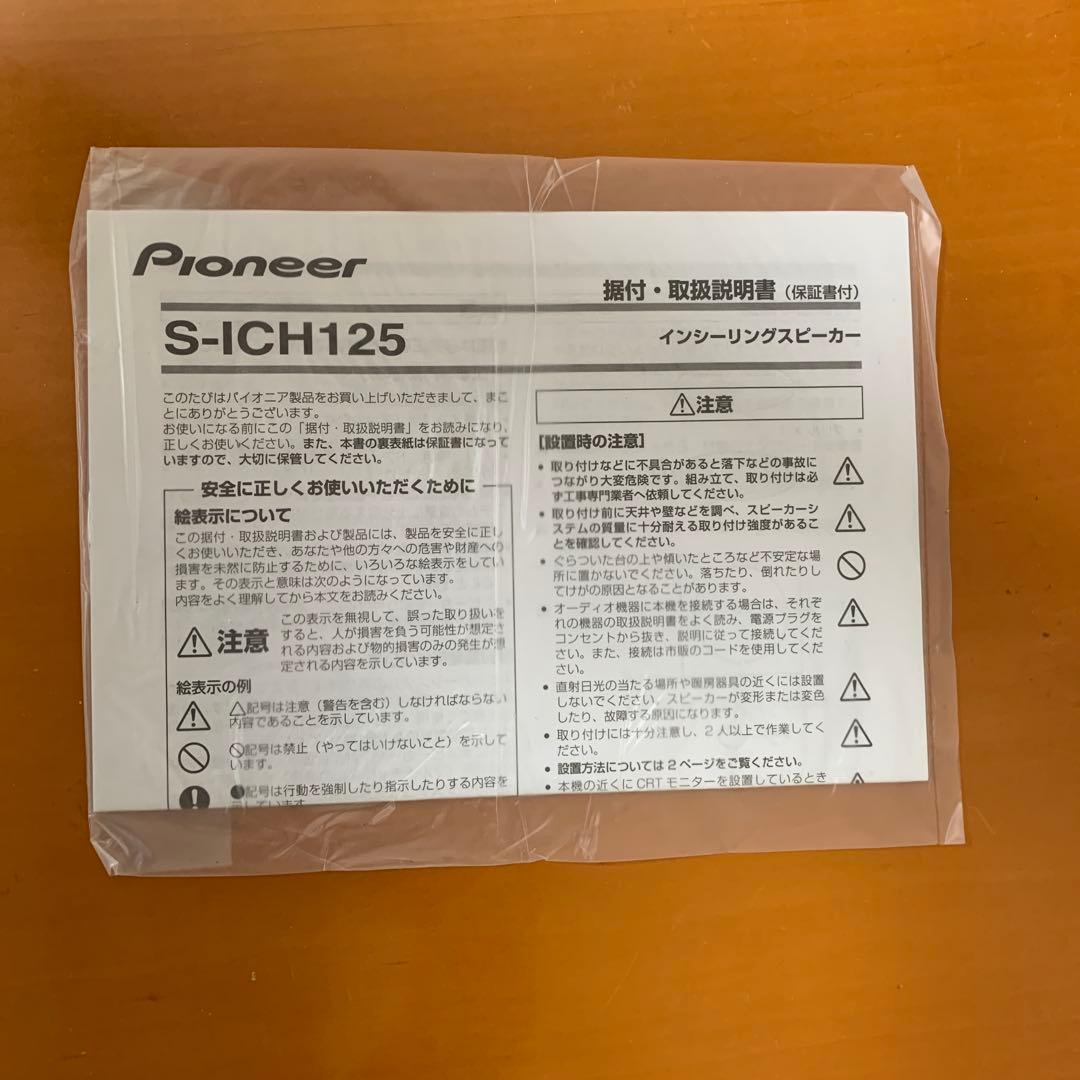 Pioneer
据付・取扱説明書（保証書付）
S-ICH125
インシーリングスピーカー
このたびはパイオニア製品をお買い上げいただきまして、まこ
とにありがとうございます。
お使いになる前にこの「据付・取扱説明書」をお読みになり、
正しくお使いください。また、本書の裏表紙は保証書になって
いますので、大切に保管してください。
安全に正しくお使いいただくために
絵表示について
この据付・取扱説明書および製品には、製品を安全に正し
くお使いいただき、あなたや他の方々への危害や財産への
損害を未然に防止するために、いろいろな絵表示をしてい
ます。その表示と意味は次のようになっています。
内容をよく理解してから本文をお読みください。
注意
この表示を無視して、誤った取り扱いを
すると、人が損害を負う可能性が想定さ
れる内容および物的損害のみの発生が想
定される内容を示しています。
絵表示の例
△記号は注意（警告を含む）しなければならない
内容であることを示しています。
記号は禁止（やってはいけないこと）を示して
います。
●記号は行動を強制したり指示したりする内容を
示しています。
⚠注意
［設置時の注意］
• 取り付けなどに不具合があると落下などの事故に
つながり大変危険です。組み立て、取り付けは必
ず工事専門業者へ依頼してください。
• 取り付け前に天井や壁などを調べ、スピーカーシ
ステムの質量に十分耐える取り付け強度があるこ
とを確認してください。
• ぐらついた台の上や傾いたところなど不安定な場
所に置かないでください。落ちたり、倒れたりし
てけがの原因となることがあります。
• オーディオ機器に本機を接続する場合は、それぞ
れの機器の取扱説明書をよく読み、電源プラグを
コンセントから抜き、説明に従って接続してくだ
さい。また、接続は市販のコードを使用してくだ
さい。
• 直射日光の当たる場所や暖房器具の近くには設置
しないでください。スピーカーが変形または変色
したり、故障する原因になります。
• 取り付けには十分注意し、2人以上で作業してく
ださい。
• 設置方法については2ページをご覧ください。
• 本機の近くにCRTモニターを設置しているとき